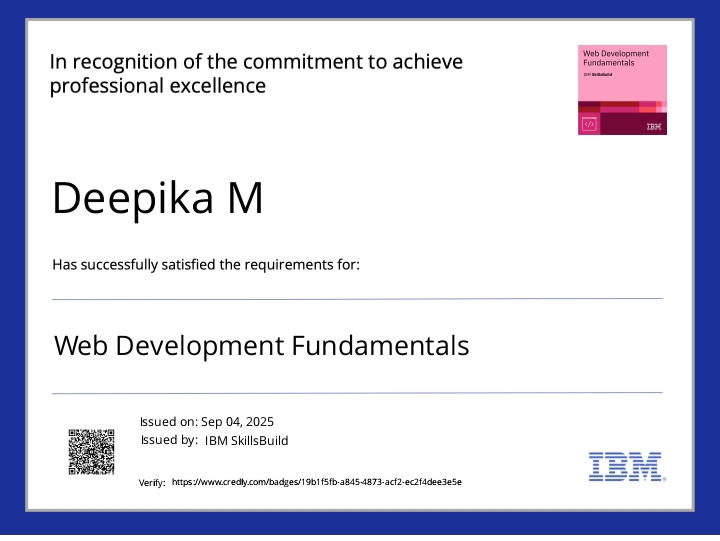 In recognition of the commitment to achieve
professional excellence
Web Development
Fundamentals
IBM SkillsBuild
</>
IBM
Deepika M
Has successfully satisfied the requirements for:
Web Development Fundamentals
Issued on: Sep 04, 2025
Issued by: IBM SkillsBuild
Verify: https://www.credly.com/badges/19b1f5fb-a845-4873-acf2-ec2f4dee3e5e
IBM®